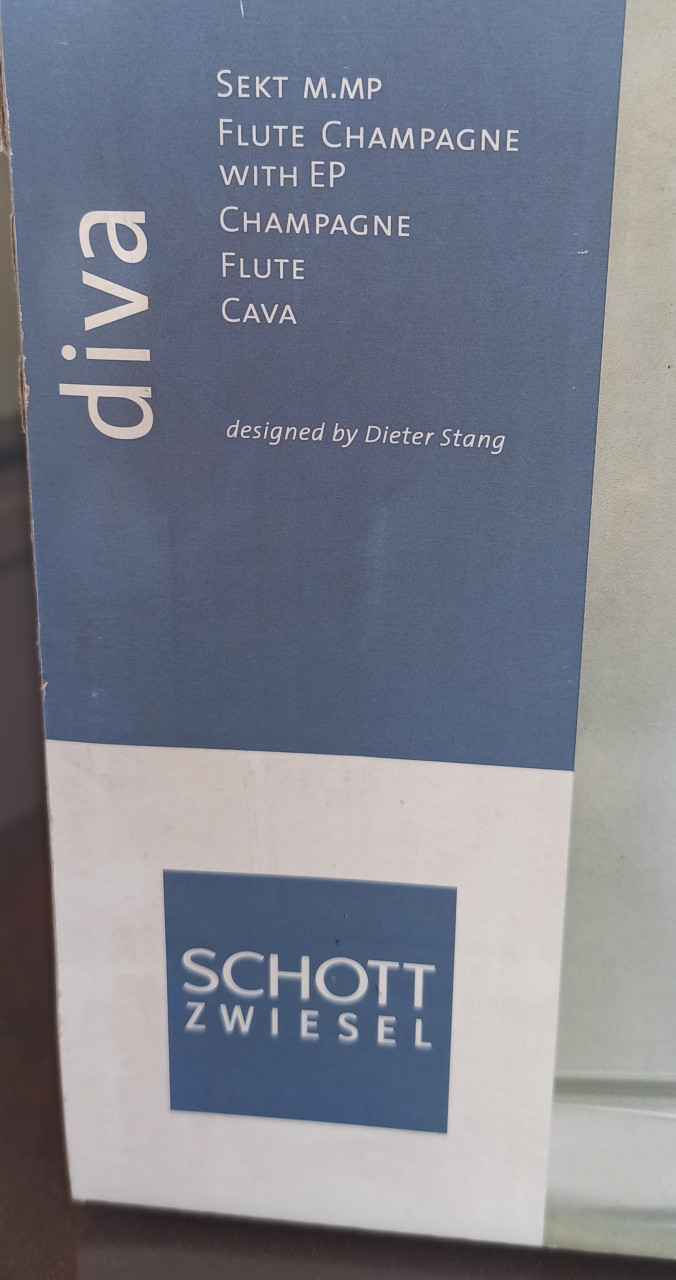 diva
SEKT M.MP
FLUTE CHAMPAGNE
WITH EP
CHAMPAGNE
FLUTE
CAVA
designed by Dieter Stang
SCHOTT
ZWIESEL